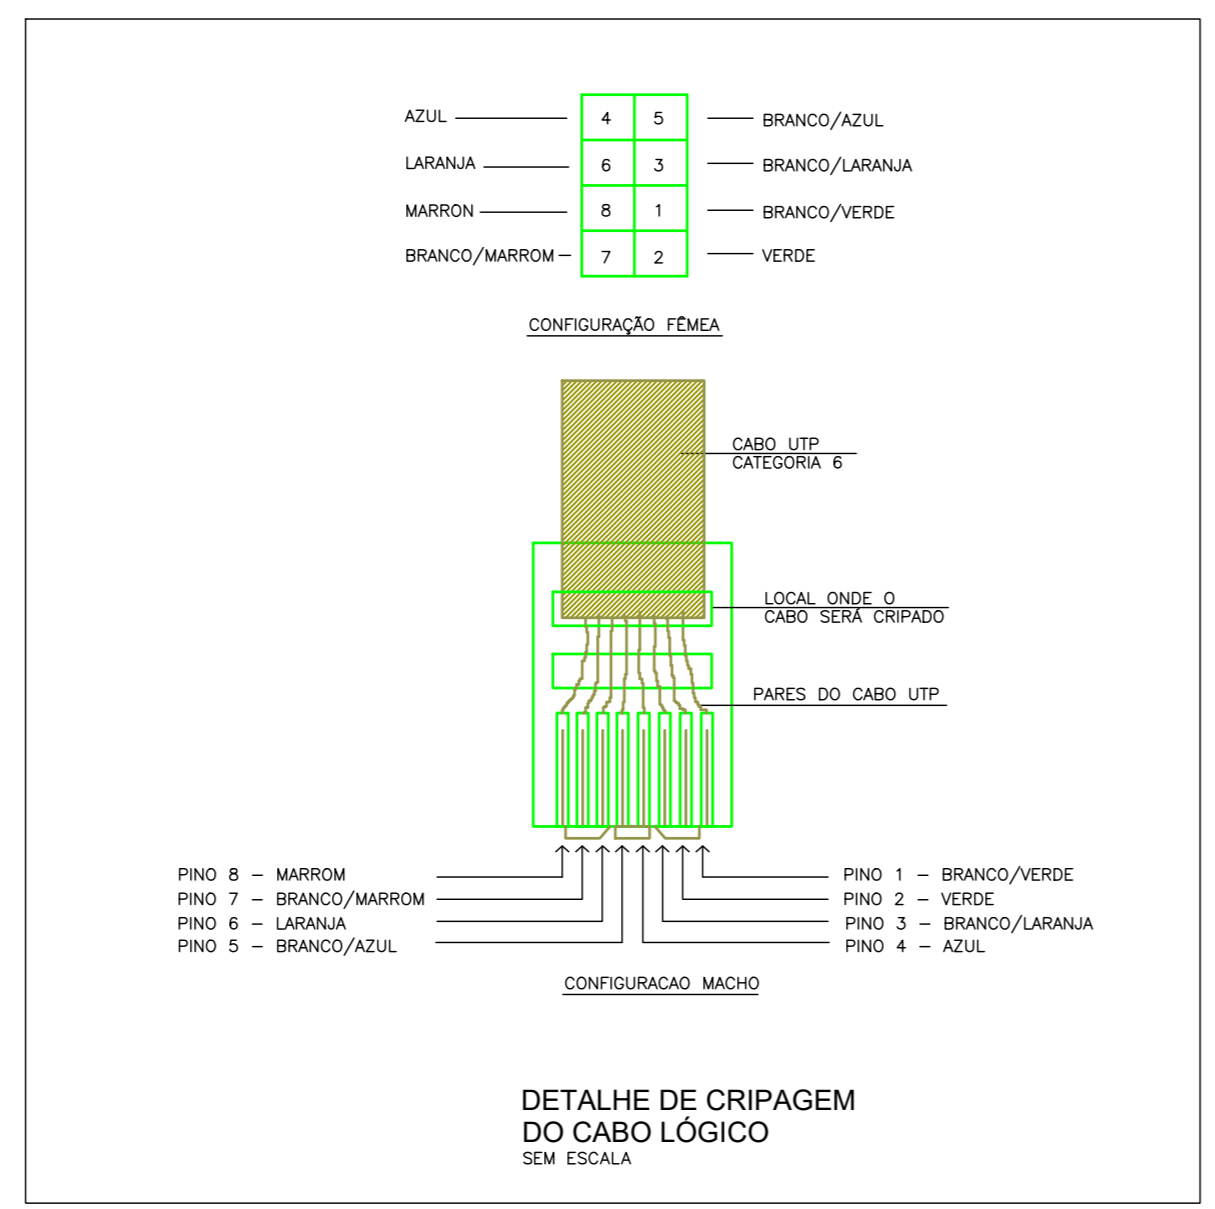 AZUL 4 5 BRANCO/AZUL
LARANJA 6 3 BRANCO/LARANJA
MARRON 8 1 BRANCO/VERDE
BRANCO/MARROM 7 2 VERDE
CONFIGURAÇÃO FÊMEA
CABO UTP
CATEGORIA 6
LOCAL ONDE O
CABO SERÁ CRIPADO
PARES DO CABO UTP
PINO 8 – MARROM
PINO 7 – BRANCO/MARROM
PINO 6 – LARANJA
PINO 5 – BRANCO/AZUL
PINO 1 – BRANCO/VERDE
PINO 2 – VERDE
PINO 3 – BRANCO/LARANJA
PINO 4 – AZUL
CONFIGURACAO MACHO
DETALHE DE CRIPAGEM
DO CABO LÓGICO
SEM ESCALA